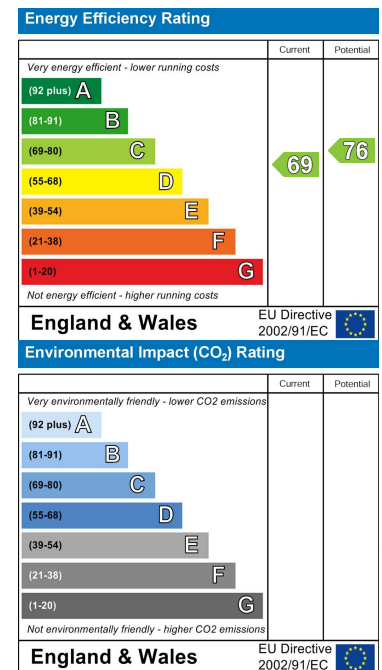 Energy Efficiency Rating
Current Potential
Very energy efficient - lower running costs
(92 plus) A
(81-91) B
(69-80) C
69 76
(55-68) D
(39-54) E
(21-38) F
(1-20) G
Not energy efficient - higher running costs
England & Wales
EU Directive
2002/91/EC
Environmental Impact (CO₂) Rating
Current Potential
Very environmentally friendly - lower CO2 emissions
(92 plus) A
(81-91) B
(69-80) C
(55-68) D
(39-54) E
(21-38) F
(1-20) G
Not environmentally friendly - higher CO2 emissions
England & Wales
EU Directive
2002/91/EC